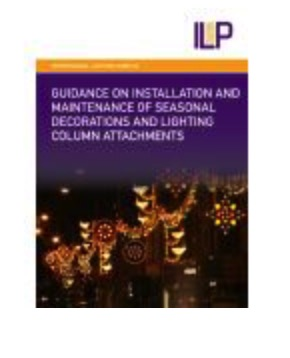 ILP
GUIDANCE ON INSTALLATION AND
MAINTENANCE OF SEASONAL
DECORATIONS AND LIGHTING
COLUMN ATTACHMENTS